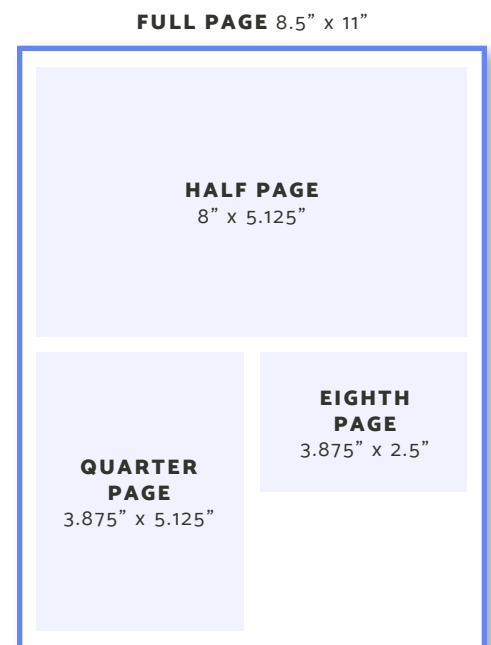 FULL PAGE 8.5” x 11”
HALF PAGE
8” x 5.125”
EIGHTH
PAGE
3.875” x 2.5”
QUARTER
PAGE
3.875” x 5.125”